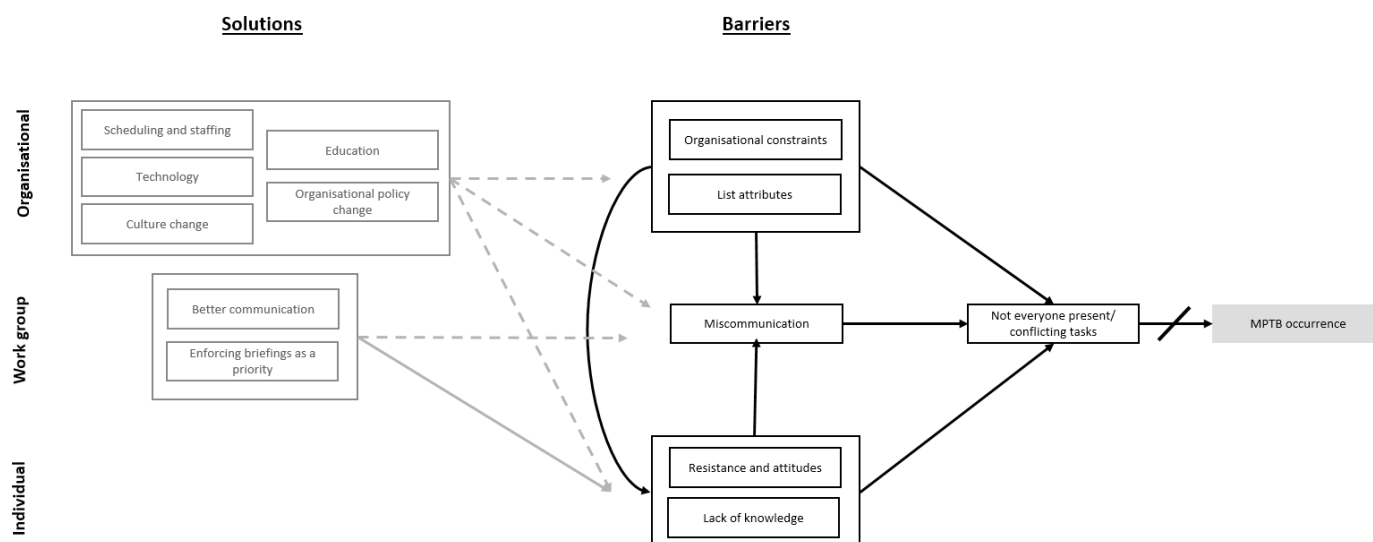 Solutions
Barriers
Organisational
Scheduling and staffing
Technology
Culture change
Education
Organisational policy
change
Organisational constraints
List attributes
Work group
Better communication
Enforcing briefings as a
priority
Miscommunication
Not everyone present/
conflicting tasks
MPTB occurrence
Individual
Resistance and attitudes
Lack of knowledge